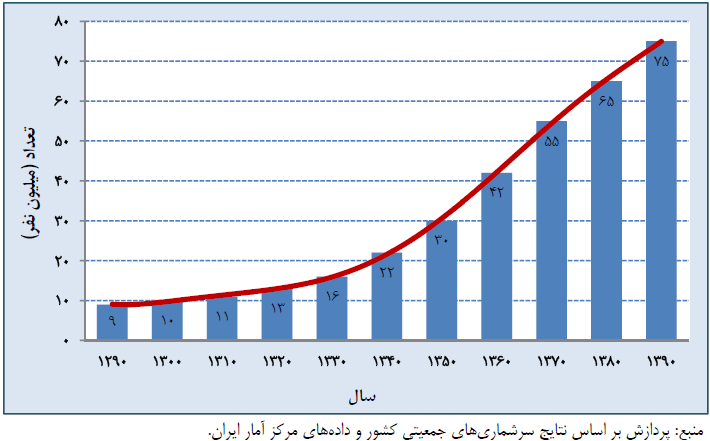 ۸۰
۷۰
۶۰
۵۰
۴۰
۳۰
۲۰
۱۰
۰
تعداد (میلیون نفر)
۹ ۱۰ ۱۱ ۱۳ ۱۶ ۲۲ ۳۰ ۴۲ ۵۵ ۶۵ ۷۵
۱۲۹۰ ۱۳۰۰ ۱۳۱۰ ۱۳۲۰ ۱۳۳۰ ۱۳۴۰ ۱۳۵۰ ۱۳۶۰ ۱۳۷۰ ۱۳۸۰ ۱۳۹۰
سال
منبع: پردازش بر اساس نتایج سرشماری‌های جمعیتی کشور و داده‌های مرکز آمار ایران.